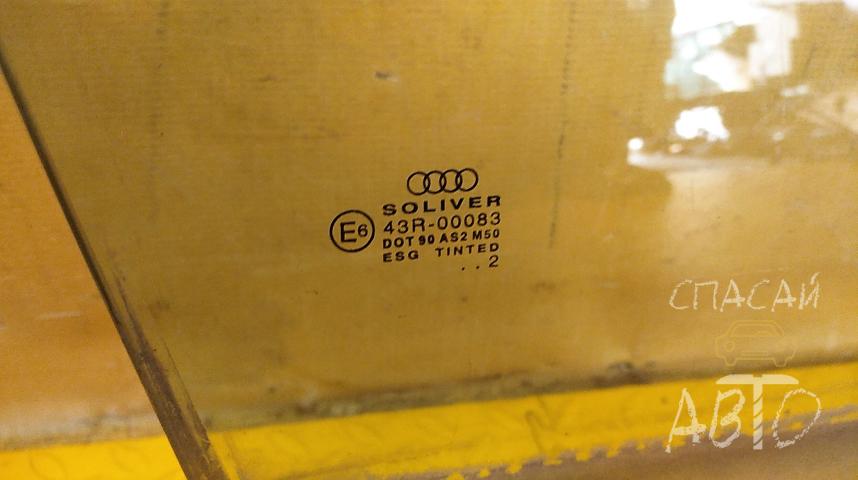 SOLIVER
E6
43R-00083
DOT 90 AS2 M50
ESG TINTED
..2
СПАСАЙ
АВТО